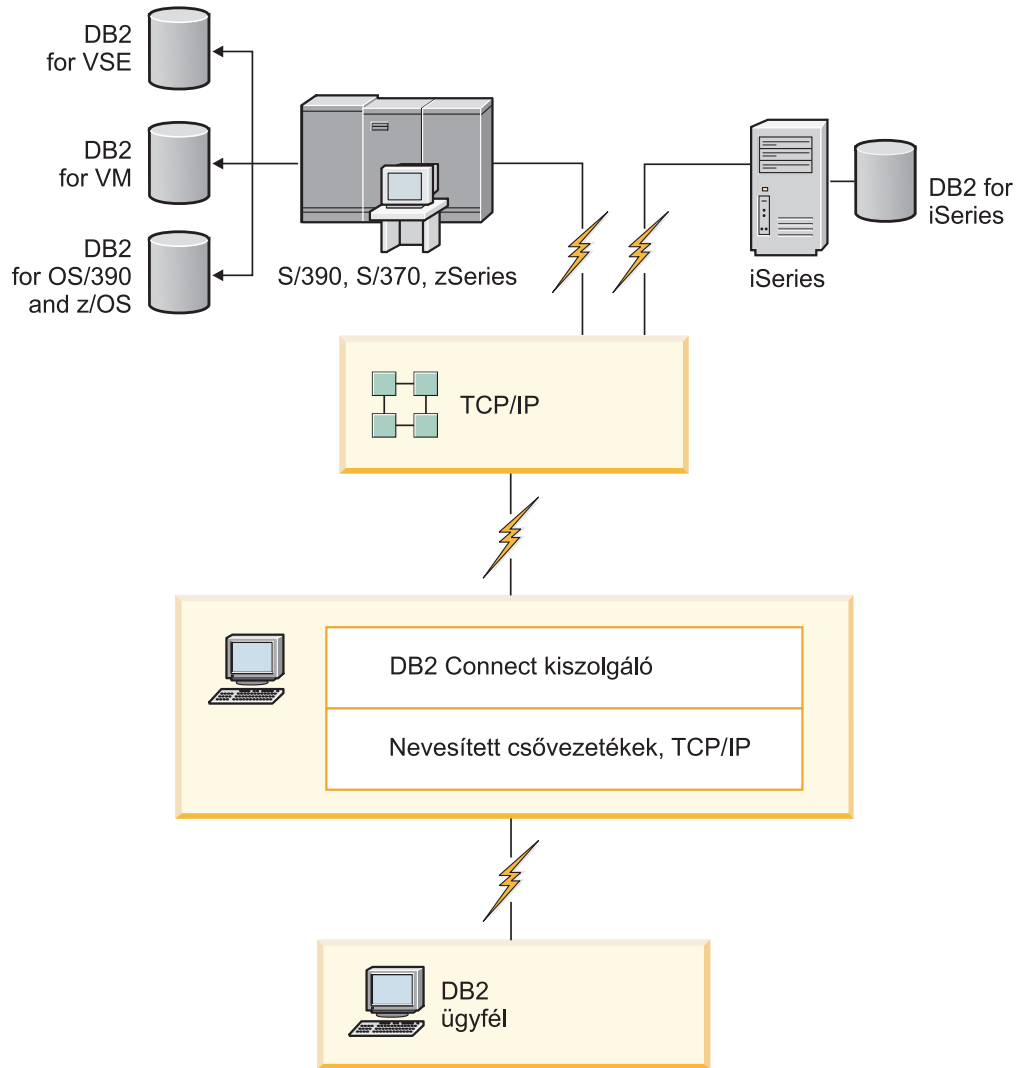 DB2
for VSE
DB2
for VM
DB2
for OS/390
and z/OS
S/390, S/370, zSeries
iSeries
DB2 for
iSeries
TCP/IP
DB2 Connect kiszolgáló
Nevesített csővezetékek, TCP/IP
DB2
ügyfél